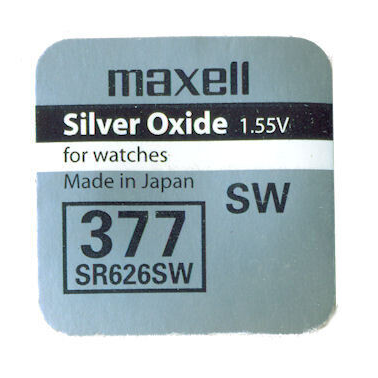 maxell
Silver Oxide 1.55V
for watches
Made in Japan
SW
377
SR626SW